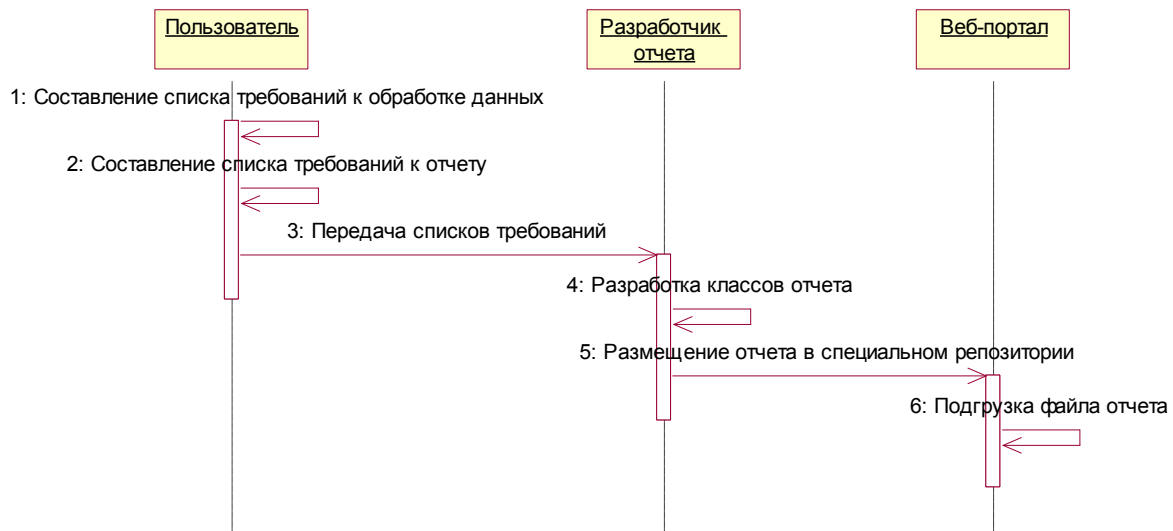 Пользователь
Разработчик
отчета
Веб-портал
1: Составление списка требований к обработке данных
2: Составление списка требований к отчету
3: Передача списков требований
4: Разработка классов отчета
5: Размещение отчета в специальном репозитории
6: Подгрузка файла отчета